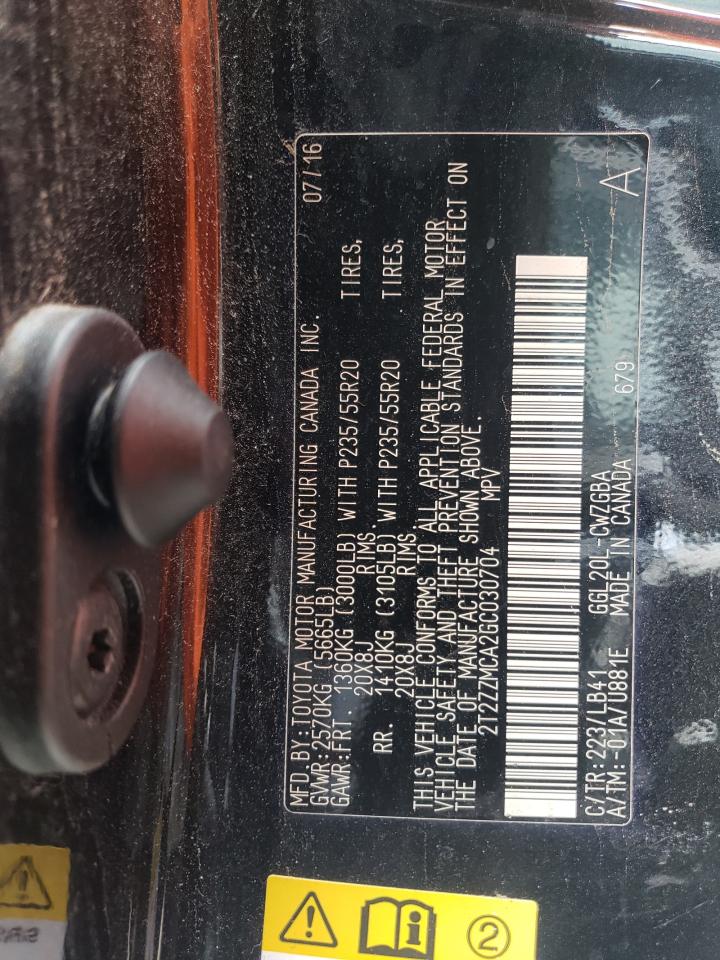 MFD.BY:TOYOTA MOTOR MANUFACTURING CANADA INC. 07/16
GVWR:2570KG (5665LB)
GAWR:FRT. 1360KG (3000LB) WITH P235/55R20 TIRES,
20X8J RIMS.
RR. 1410KG (3105LB) WITH P235/55R20 TIRES,
20X8J RIMS.
THIS VEHICLE CONFORMS TO ALL APPLICABLE FEDERAL MOTOR
VEHICLE SAFETY AND THEFT PREVENTION STANDARDS IN EFFECT ON
THE DATE OF MANUFACTURE SHOWN ABOVE.
2T2ZZMCA2GC030704 MPV
C/TR:223/LB41 GGL20L-CWZGBA
A/TM:-01A/U881E MADE IN CANADA 679 A
2